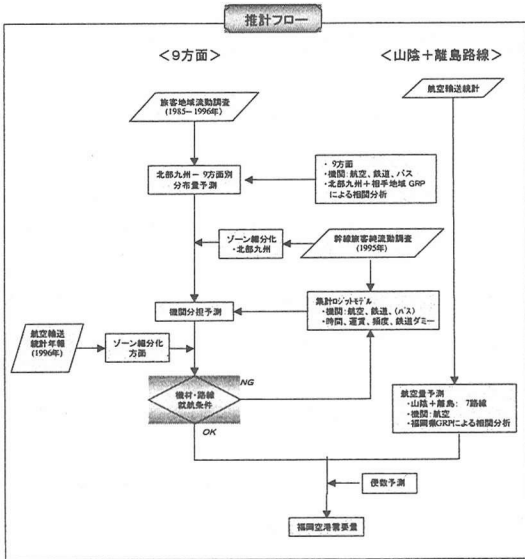 推計フロー
<9方面>
<山陰+離島路線>
旅客地域流動調査
(1985-1996年)
航空輸送統計
北部九州-9方面別
分布量予測
・9方面
・機関:航空、鉄道、バス
・北部九州+相手地域GRP
による相関分析
ゾーン細分化
・北部九州
幹線旅客純流動調査
(1995年)
機関分担予測
集計ロジットモデル
・機関:航空、鉄道、(バス)
・時間、運賃、頻度、鉄道ダミー
航空輸送
統計年報
(1996年)
ゾーン細分化
方面
機材・路線
就航条件
NG
OK
航空量予測
・山陰+離島: 7路線
・機関:航空
・福岡県GRPによる相関分析
便数予測
福岡空港需要量